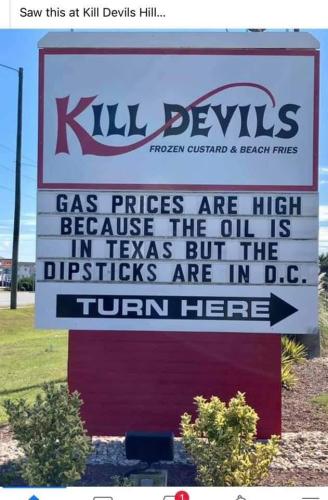 Saw this at Kill Devils Hill...
KILL DEVILS
FROZEN CUSTARD & BEACH FRIES
GAS PRICES ARE HIGH
BECAUSE THE OIL IS
IN TEXAS BUT THE
DIPSTICKS ARE IN D.C.
TURN HERE
1